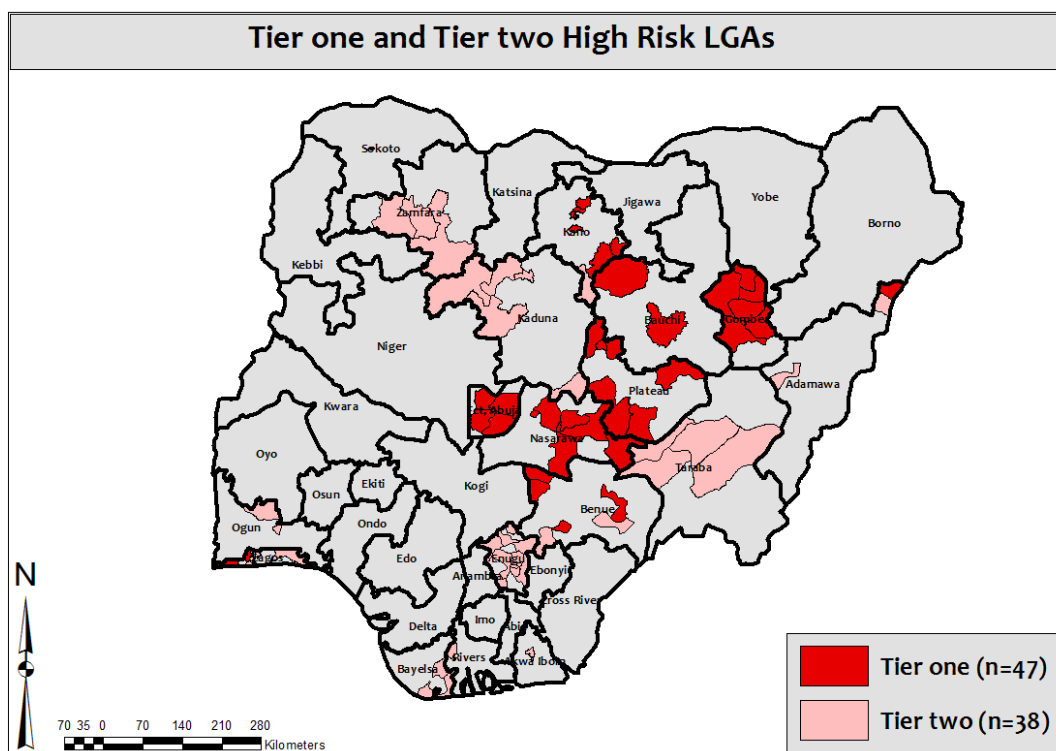 Tier one and Tier two High Risk LGAs
Sokoto
Katsina
Jigawa
Yobe
Zamfara
Kano
Borno
Kebbi
Kaduna
Bauchi
Gombe
Niger
Adamawa
Plateau
Kwara
Fct, Abuja
Nasarawa
Oyo
Taraba
Ekiti
Kogi
Osun
Benue
Ogun
Ondo
Lagos
Edo
Enugu
Ebonyi
Anambra
Cross River
Imo
Abia
Delta
Bayelsa
Rivers
Akwa Ibom
N
Tier one (n=47)
Tier two (n=38)
70 35 0 70 140 210 280
Kilometers